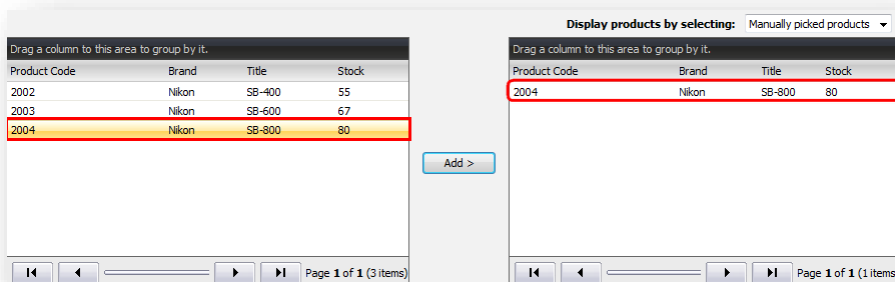 Display products by selecting: Manually picked products
Drag a column to this area to group by it.
Product Code Brand Title Stock
2002 Nikon SB-400 55
2003 Nikon SB-600 67
2004 Nikon SB-800 80
Page 1 of 1 (3 items)
Add >
Drag a column to this area to group by it.
Product Code Brand Title Stock
2004 Nikon SB-800 80
Page 1 of 1 (1 items